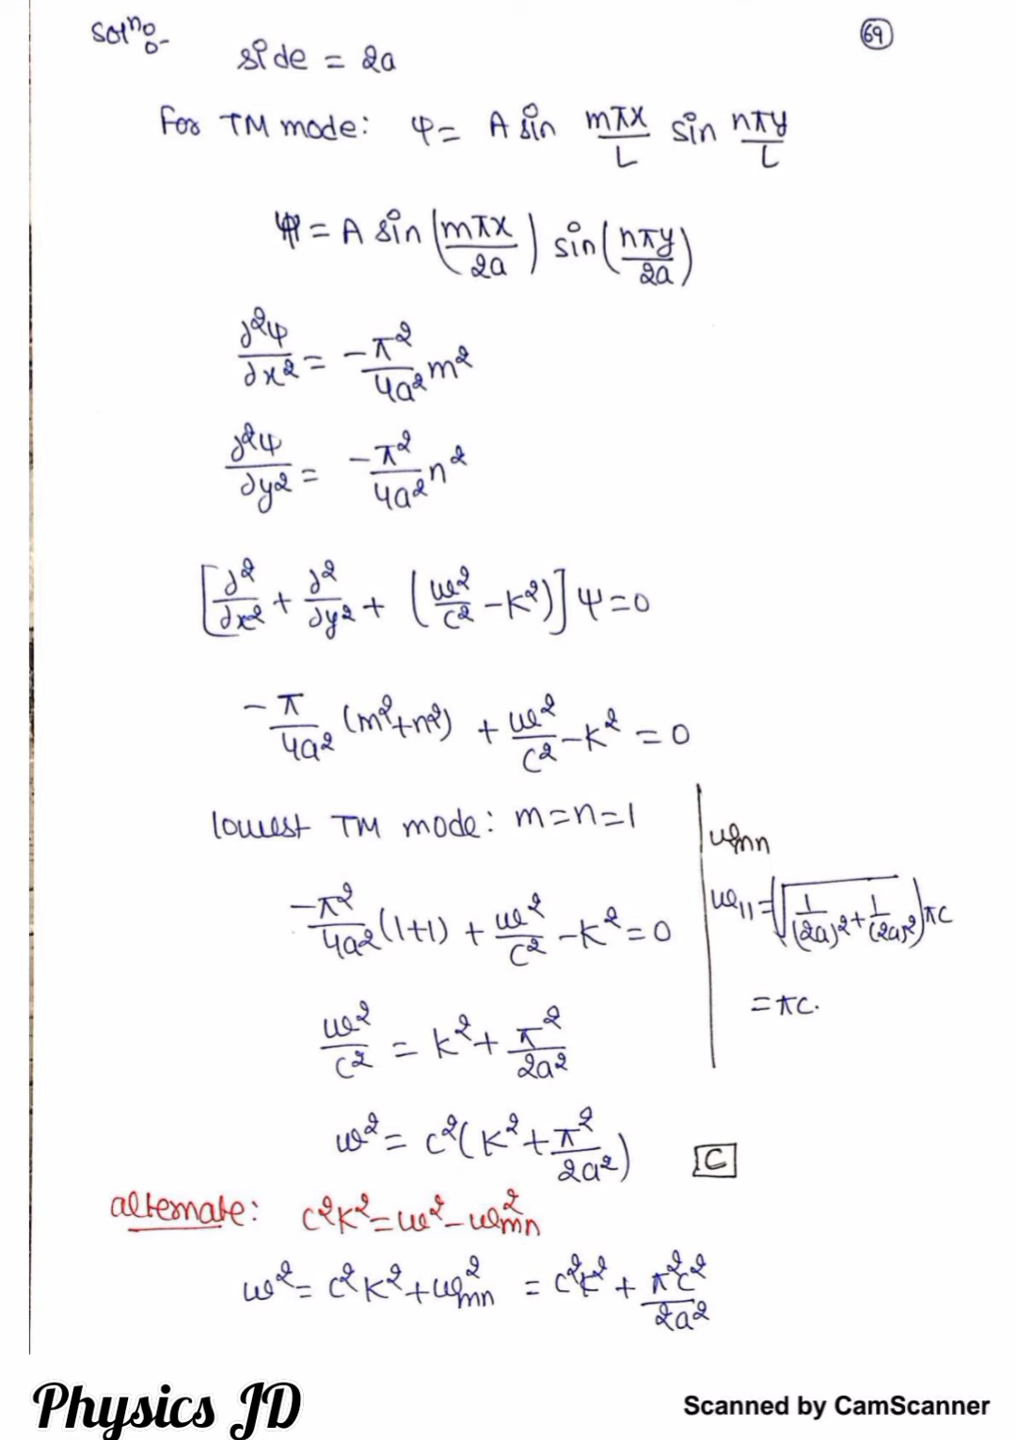 Solⁿ:-
69
side = 2a
For TM mode: ψ = A sin mπx/L sin nπy/L
ψ = A sin(mπx/2a) sin(nπy/2a)
∂²ψ/∂x² = -π²/4a² m²
∂²ψ/∂y² = -π²/4a² n²
[∂²/∂x² + ∂²/∂y² + (ω²/c² - k²)] ψ = 0
-π/4a² (m²+n²) + ω²/c² - k² = 0
lowest TM mode: m=n=1
-π²/4a² (1+1) + ω²/c² - k² = 0
ω²/c² = k² + π²/2a²
ω² = c²(k² + π²/2a²)
C
ωmn
ω11 = (√(1/(2a)² + 1/(2a)²)) πc
= πc.
alternate: c²k² = ω² - ω²mn
ω² = c²k² + ω²mn = c²k² + π²c²/2a²
Physics JD
Scanned by CamScanner